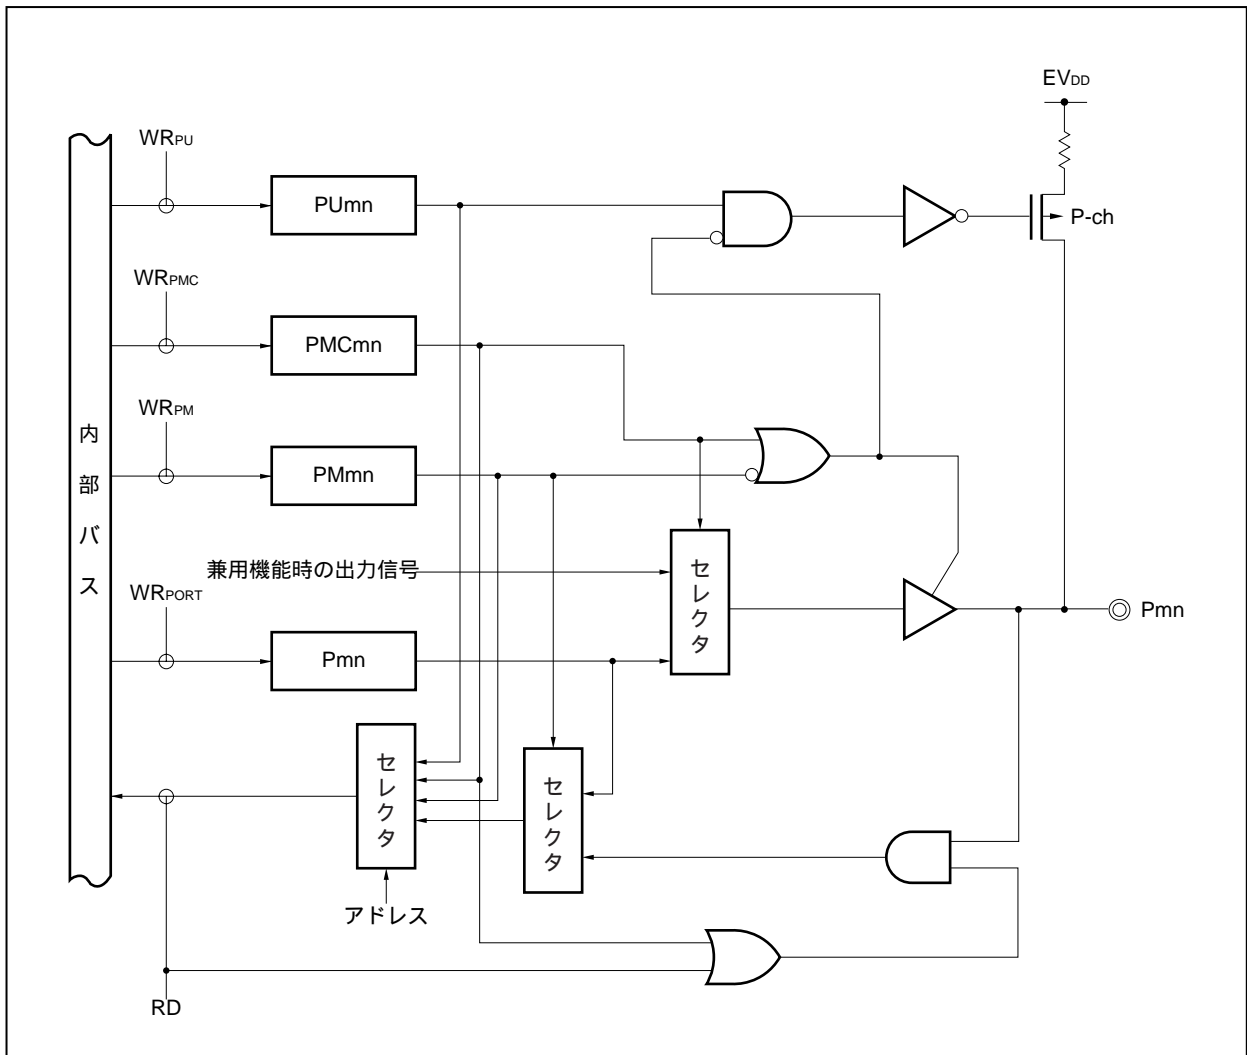 EVDD
WRPU
PUmn
P-ch
WRPMC
PMCmn
WRPM
PMmn
内部バス
兼用機能時の出力信号
セレクタ
WRPORT
Pmn
Pmn
セレクタ
セレクタ
アドレス
RD